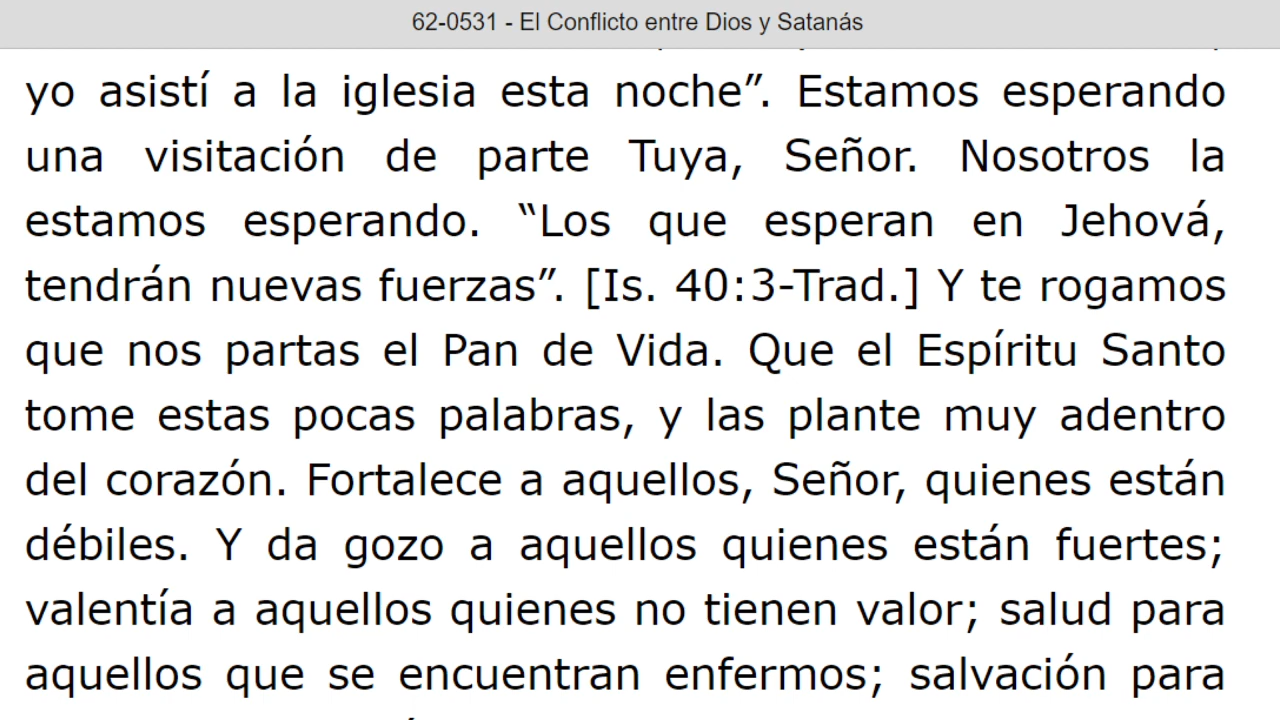 62-0531 - El Conflicto entre Dios y Satanás
yo asistí a la iglesia esta noche”. Estamos esperando
una visitación de parte Tuya, Señor. Nosotros la
estamos esperando. “Los que esperan en Jehová,
tendrán nuevas fuerzas”. [Is. 40:3-Trad.] Y te rogamos
que nos partas el Pan de Vida. Que el Espíritu Santo
tome estas pocas palabras, y las plante muy adentro
del corazón. Fortalece a aquellos, Señor, quienes están
débiles. Y da gozo a aquellos quienes están fuertes;
valentía a aquellos quienes no tienen valor; salud para
aquellos que se encuentran enfermos; salvación para